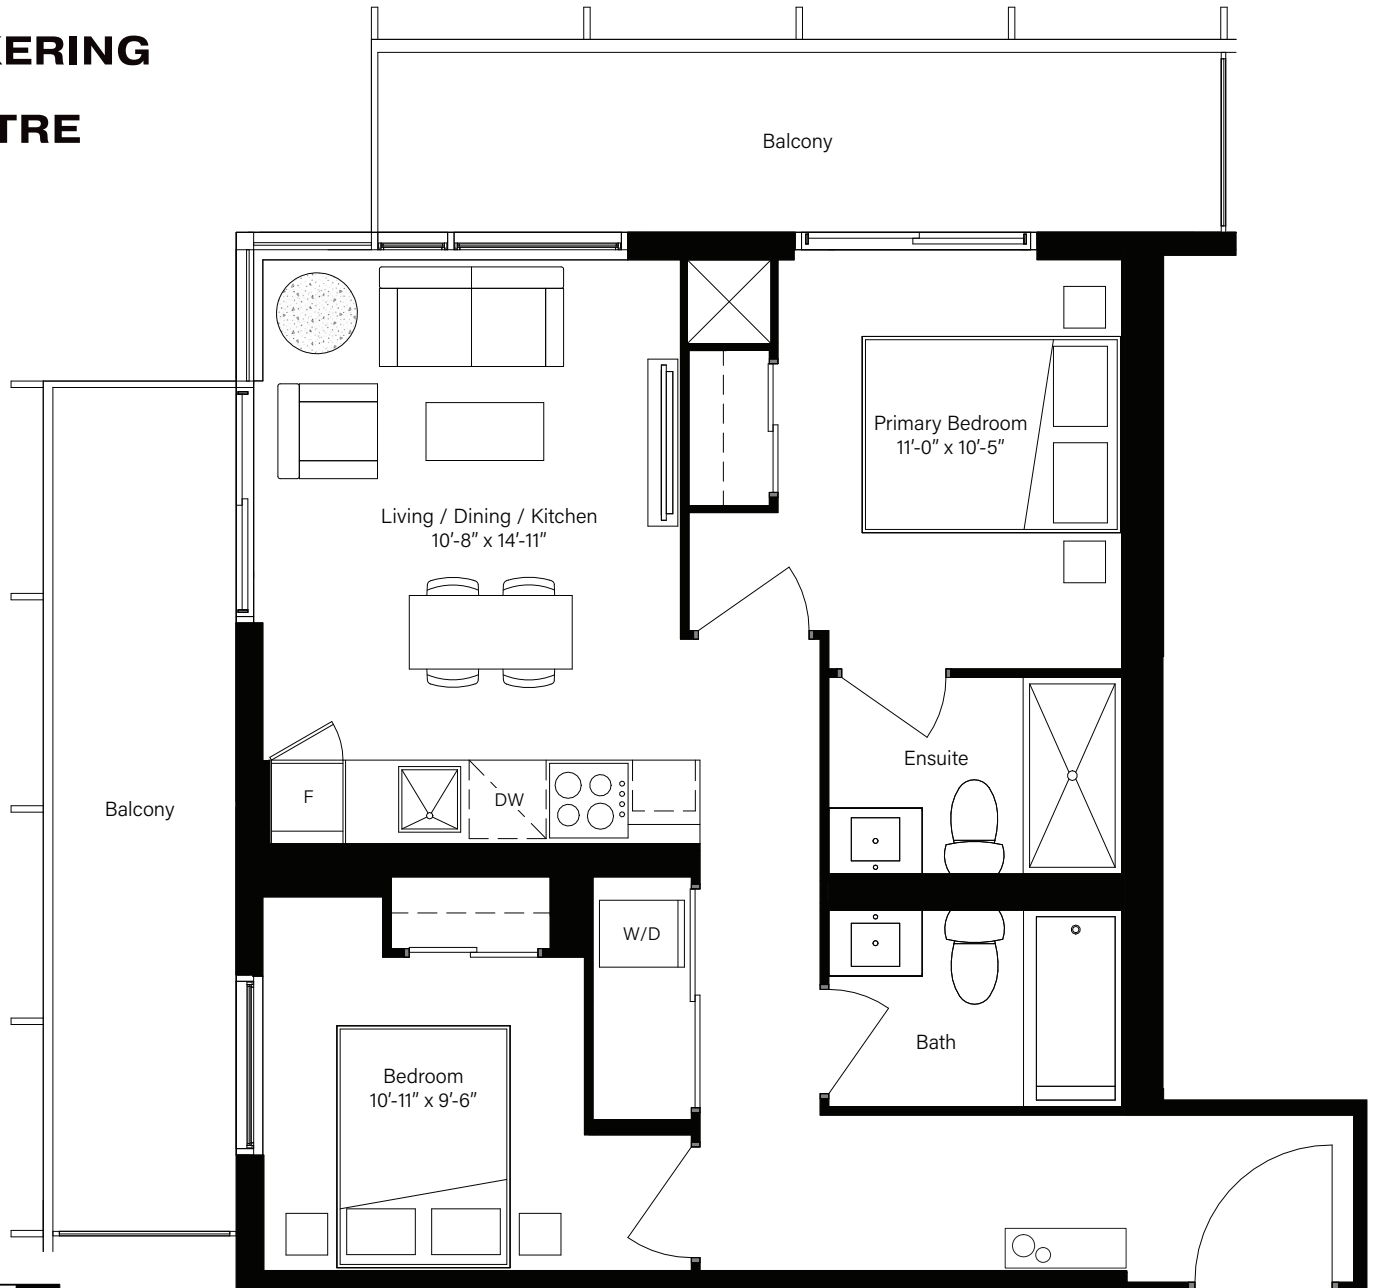 KERING
TRE
Balcony
Primary Bedroom
11'-0" x 10'-5"
Living / Dining / Kitchen
10'-8" x 14'-11"
Ensuite
F
DW
Balcony
W/D
Bath
Bedroom
10'-11" x 9'-6"